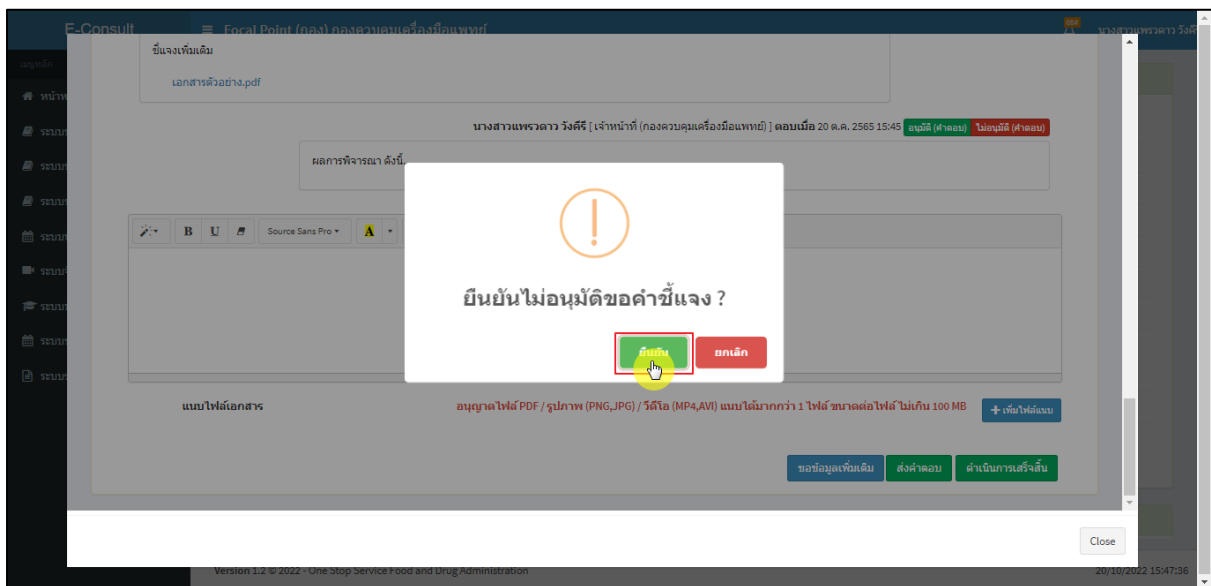 E-Consult
Focal Point (กอง) กองควบคุมเครื่องมือแพทย์
684
นางสาวแพรวดาว วังคีรี
เมนูหลัก
ชี้แจงเพิ่มเติม
เอกสารตัวอย่าง.pdf
นางสาวแพรวดาว วังคีรี [ เจ้าหน้าที่ (กองควบคุมเครื่องมือแพทย์) ] ตอบเมื่อ 20 ต.ค. 2565 15:45 อนุมัติ (คำตอบ) ไม่อนุมัติ (คำตอบ)
ผลการพิจารณา ดังนี้
B U Source Sans Pro A
ยืนยันไม่อนุมัติขอคำชี้แจง ?
ยืนยัน ยกเลิก
แนบไฟล์เอกสาร
อนุญาตไฟล์ PDF / รูปภาพ (PNG,JPG) / วีดีโอ (MP4,AVI) แนบได้มากกว่า 1 ไฟล์ ขนาดต่อไฟล์ ไม่เกิน 100 MB
+ เพิ่มไฟล์แนบ
ขอข้อมูลเพิ่มเติม ส่งคำตอบ ดำเนินการเสร็จสิ้น
Close
Version 1.2 © 2022 - One Stop Service Food and Drug Administration
20/10/2022 15:47:36